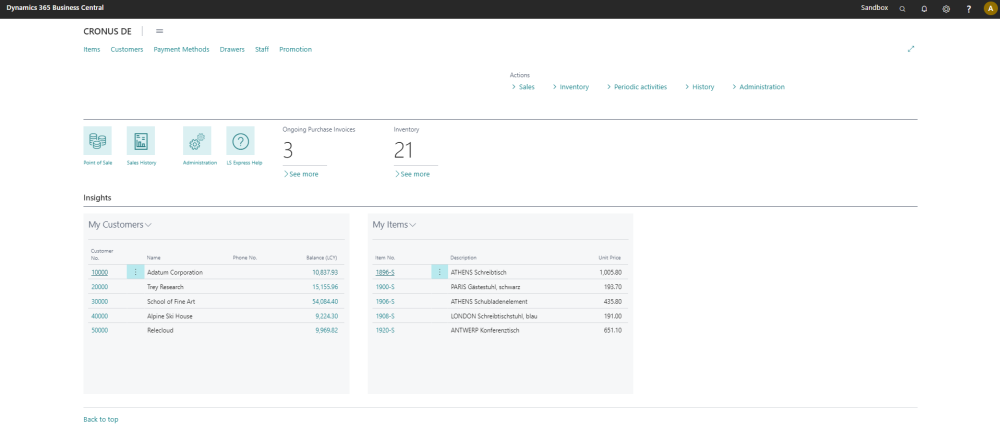 Dynamics 365 Business Central
Sandbox
?
A
CRONUS DE
Items Customers Payment Methods Drawers Staff Promotion
Actions
> Sales > Inventory > Periodic activities > History > Administration
Point of Sale
Sales History
Administration
?
LS Express Help
Ongoing Purchase Invoices
3
>See more
Inventory
21
>See more
Insights
My Customers
Customer
No. Name Phone No. Balance (LCY)
10000 Adatum Corporation 10,837.93
20000 Trey Research 15,155.96
30000 School of Fine Art 54,084.40
40000 Alpine Ski House 9,224.30
50000 Relecloud 9,969.82
My Items
Item No. Description Unit Price
1896-S ATHENS Schreibtisch 1,005.80
1900-S PARIS Gästestuhl, schwarz 193.70
1906-S ATHENS Schubladenelement 435.80
1908-S LONDON Schreibtischstuhl, blau 191.00
1920-S ANTWERP Konferenztisch 651.10
Back to top